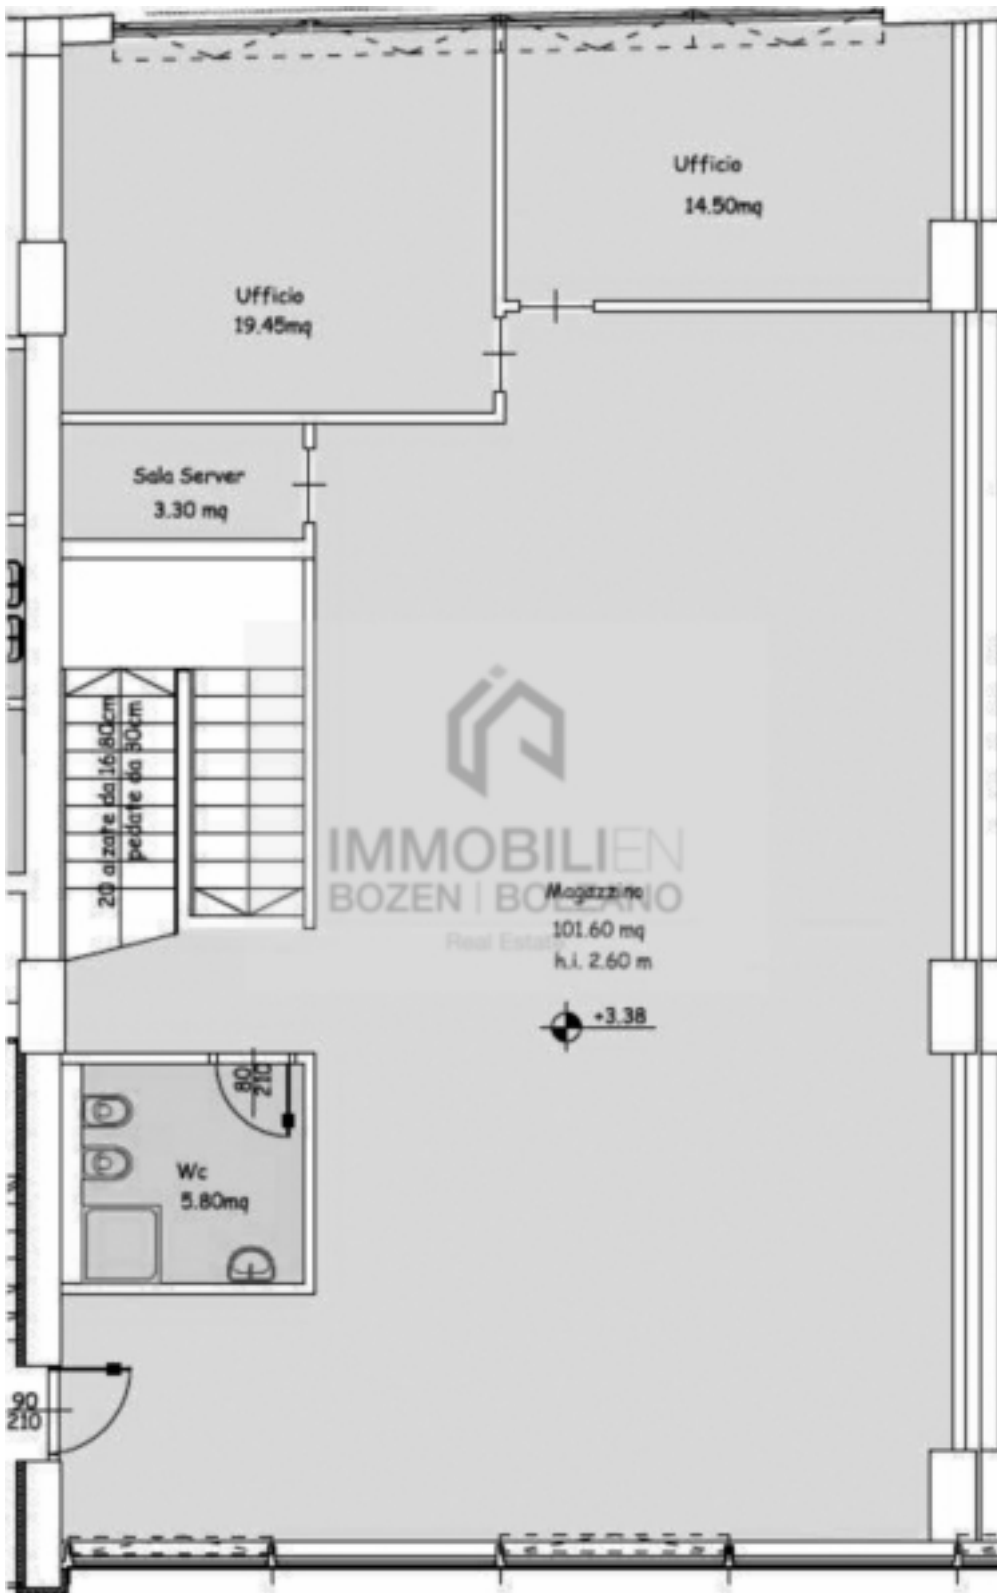 Ufficio
14.50mq
Ufficio
19.45mq
Sala Server
3.30 mq
20 alzate da 16.80cm
pedate da 30cm
IMMOBILIEN
BOZEN | BOLZANO
Real Estate
Magazzino
101.60 mq
h.i. 2.60 m
+3.38
80
210
Wc
5.80mq
90
210